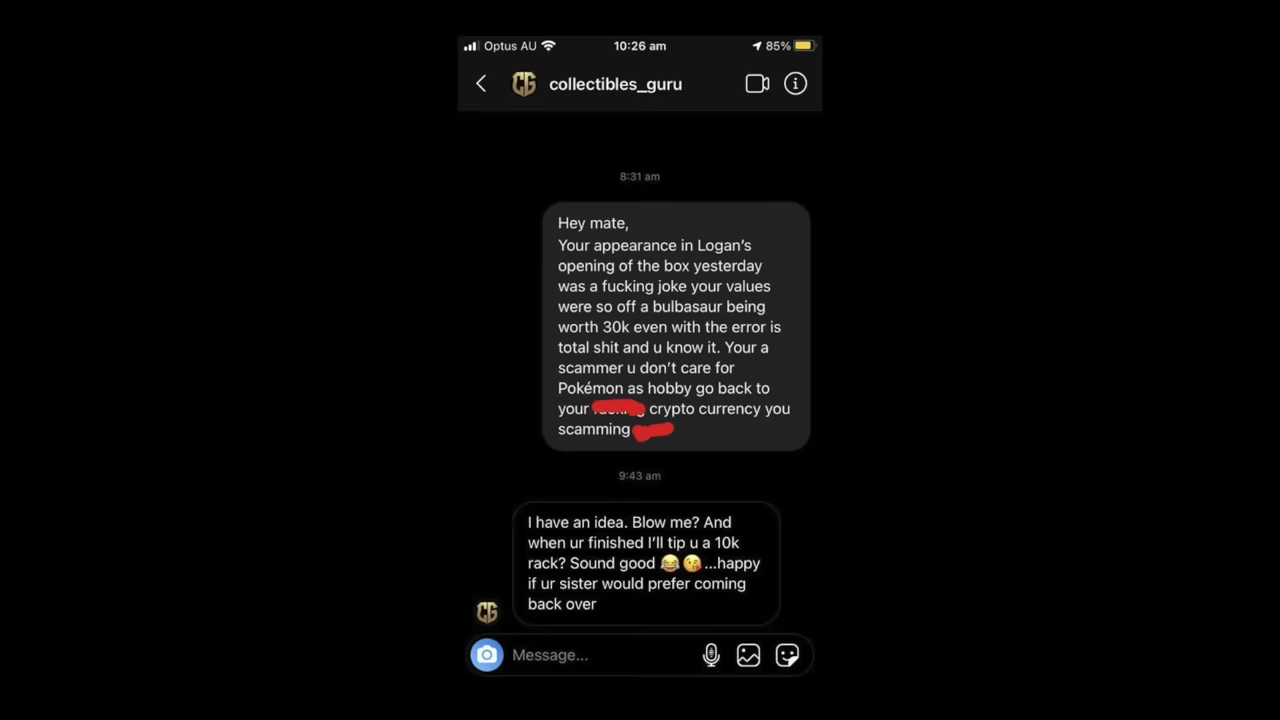 Optus AU 10:26 am 85%
CG collectibles_guru
8:31 am
Hey mate,
Your appearance in Logan’s
opening of the box yesterday
was a fucking joke your values
were so off a bulbasaur being
worth 30k even with the error is
total shit and u know it. Your a
scammer u don’t care for
Pokémon as hobby go back to
your crypto currency you
scamming
9:43 am
I have an idea. Blow me? And
when ur finished I’ll tip u a 10k
rack? Sound good 😂😘...happy
if ur sister would prefer coming
back over
CG
Message...